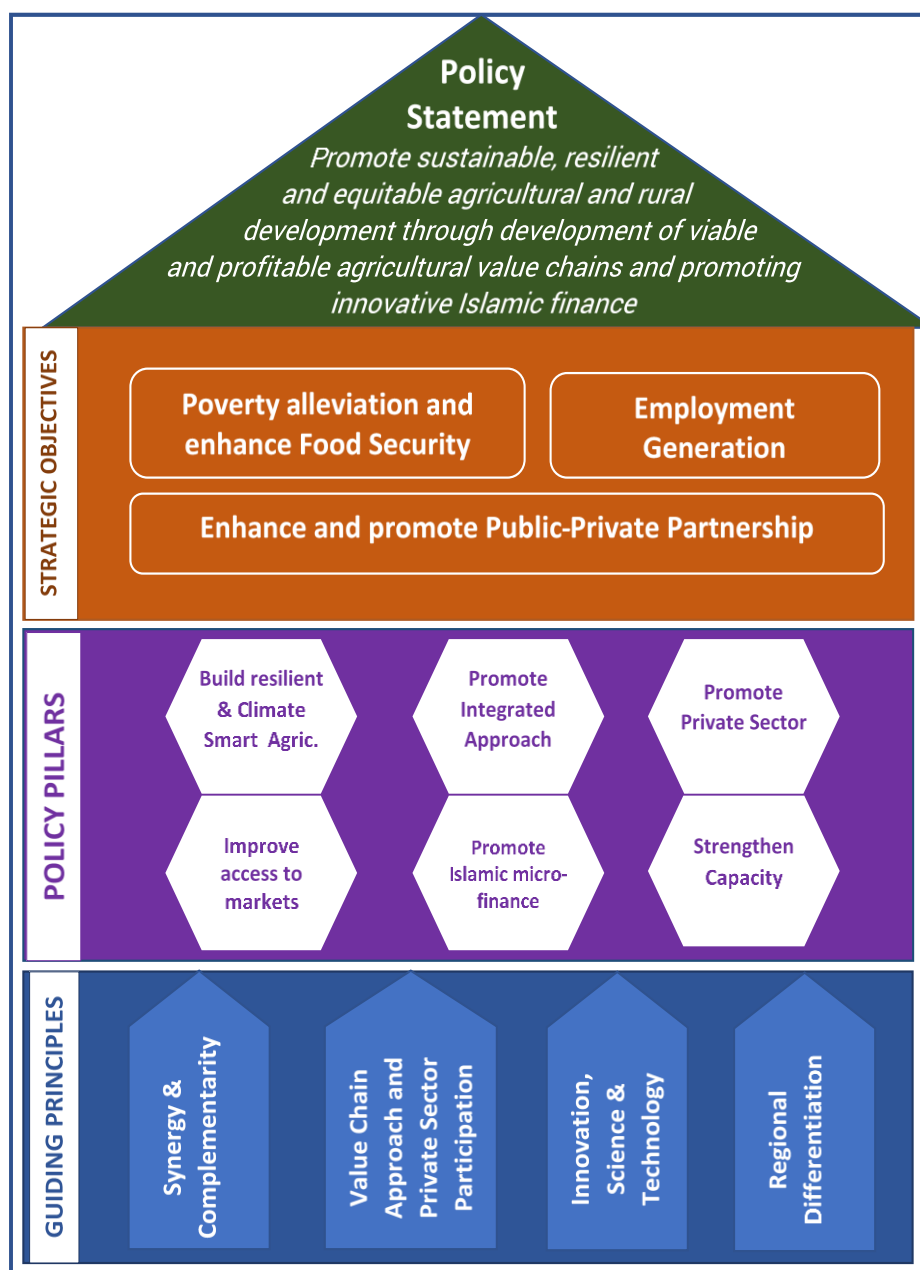 Policy
Statement
Promote sustainable, resilient
and equitable agricultural and rural
development through development of viable
and profitable agricultural value chains and promoting
innovative Islamic finance
STRATEGIC OBJECTIVES
Poverty alleviation and
enhance Food Security
Employment
Generation
Enhance and promote Public-Private Partnership
POLICY PILLARS
Build resilient
& Climate
Smart Agric.
Promote
Integrated
Approach
Promote
Private Sector
Improve
access to
markets
Promote
Islamic micro-
finance
Strengthen
Capacity
GUIDING PRINCIPLES
Synergy &
Complementarity
Value Chain
Approach and
Private Sector
Participation
Innovation,
Science &
Technology
Regional
Differentiation